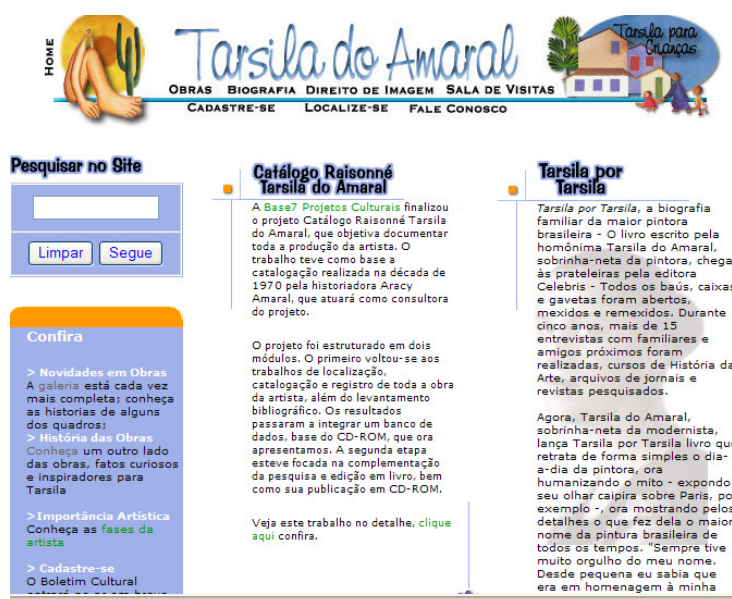 HOME
Tarsila do Amaral
Tarsila para
Crianças
OBRAS BIOGRAFIA DIREITO DE IMAGEM SALA DE VISITAS
CADASTRE-SE LOCALIZE-SE FALE CONOSCO
Pesquisar no Site
Limpar Segue
Confira
> Novidades em Obras
A galeria está cada vez
mais completa; conheça
as historias de alguns
dos quadros;
> História das Obras
Conheça um outro lado
das obras, fatos curiosos
e inspiradores para
Tarsila
>Importância Artística
Conheça as fases da
artista
> Cadastre-se
O Boletim Cultural
Catálogo Raisonné
Tarsila do Amaral
A Base7 Projetos Culturais finalizou
o projeto Catálogo Raisonné Tarsila
do Amaral, que objetiva documentar
toda a produção da artista. O
trabalho teve como base a
catalogação realizada na década de
1970 pela historiadora Aracy
Amaral, que atuará como consultora
do projeto.
O projeto foi estruturado em dois
módulos. O primeiro voltou-se aos
trabalhos de localização,
catalogação e registro de toda a obra
da artista, além do levantamento
bibliográfico. Os resultados
passaram a integrar um banco de
dados, base do CD-ROM, que ora
apresentamos. A segunda etapa
esteve focada na complementação
da pesquisa e edição em livro, bem
como sua publicação em CD-ROM.
Veja este trabalho no detalhe, clique
aqui confira.
Tarsila por
Tarsila
Tarsila por Tarsila, a biografia
familiar da maior pintora
brasileira - O livro escrito pela
homônima Tarsila do Amaral,
sobrinha-neta da pintora, chega
às prateleiras pela editora
Celebris - Todos os baús, caixas
e gavetas foram abertos,
mexidos e remexidos. Durante
cinco anos, mais de 15
entrevistas com familiares e
amigos próximos foram
realizadas, cursos de História da
Arte, arquivos de jornais e
revistas pesquisados.
Agora, Tarsila do Amaral,
sobrinha-neta da modernista,
lança Tarsila por Tarsila livro que
retrata de forma simples o dia-
a-dia da pintora, ora
humanizando o mito - expondo
seu olhar caipira sobre Paris, po
exemplo -, ora mostrando pelos
detalhes o que fez dela o maior
nome da pintura brasileira de
todos os tempos. "Sempre tive
muito orgulho do meu nome.
Desde pequena eu sabia que
era em homenagem à minha